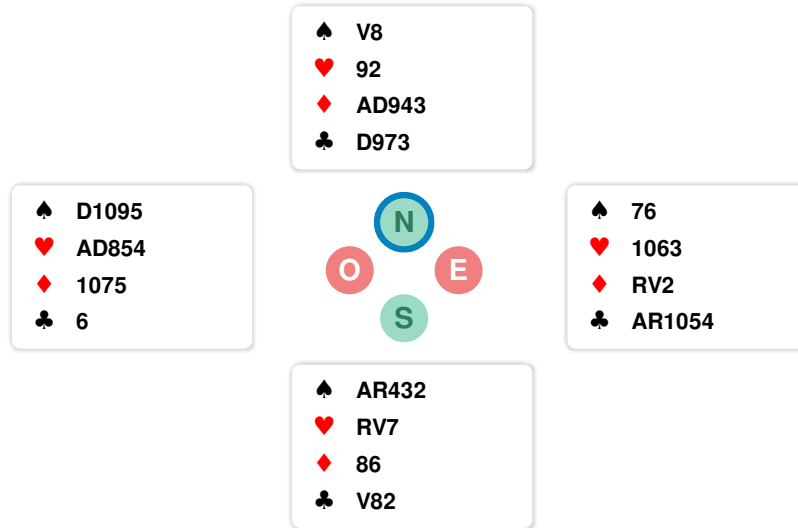 ♠ V8
♥ 92
♦ AD943
♣ D973
♠ D1095
♥ AD854
♦ 1075
♣ 6
N
O E
S
♠ 76
♥ 1063
♦ RV2
♣ AR1054
♠ AR432
♥ RV7
♦ 86
♣ V82